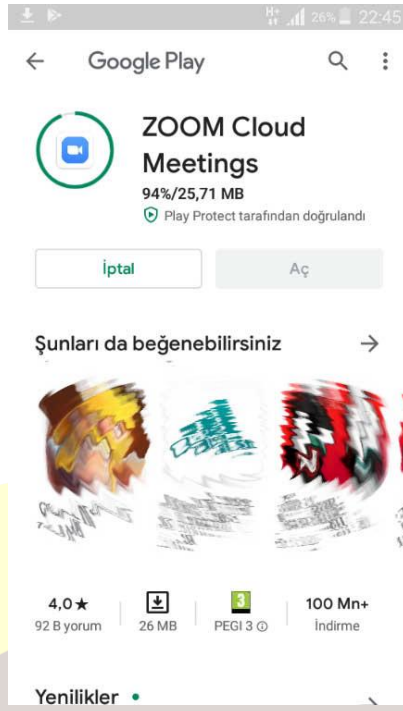 H+ 26% 22:45
Google Play
ZOOM Cloud
Meetings
94%/25,71 MB
Play Protect tarafından doğrulandı
İptal
Aç
Şunları da beğenebilirsiniz
4,0★
92 B yorum
26 MB
3
PEGI 3
100 Mn+
İndirme
Yenilikler